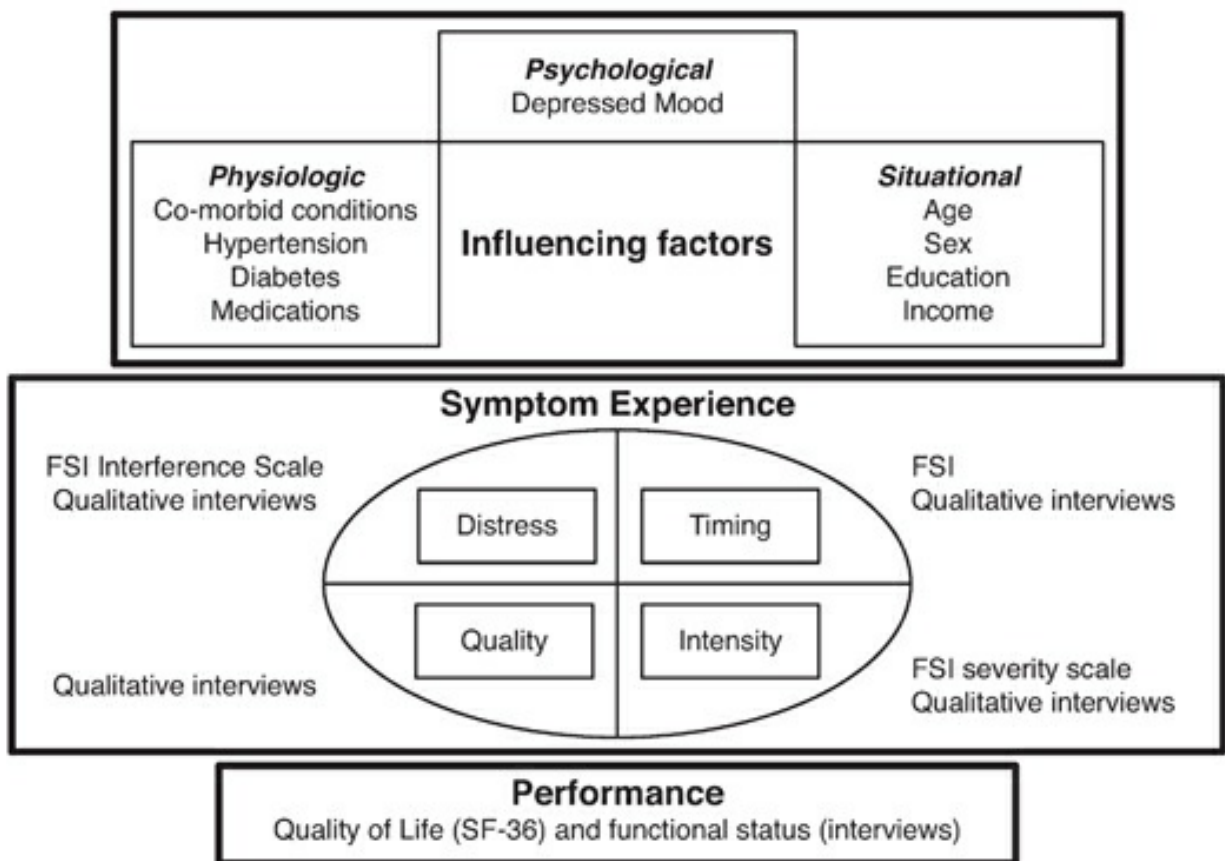 Psychological
Depressed Mood
Physiologic
Co-morbid conditions
Hypertension
Diabetes
Medications
Influencing factors
Situational
Age
Sex
Education
Income
Symptom Experience
FSI Interference Scale
Qualitative interviews
Distress
Timing
FSI
Qualitative interviews
Quality
Intensity
Qualitative interviews
FSI severity scale
Qualitative interviews
Performance
Quality of Life (SF-36) and functional status (interviews)